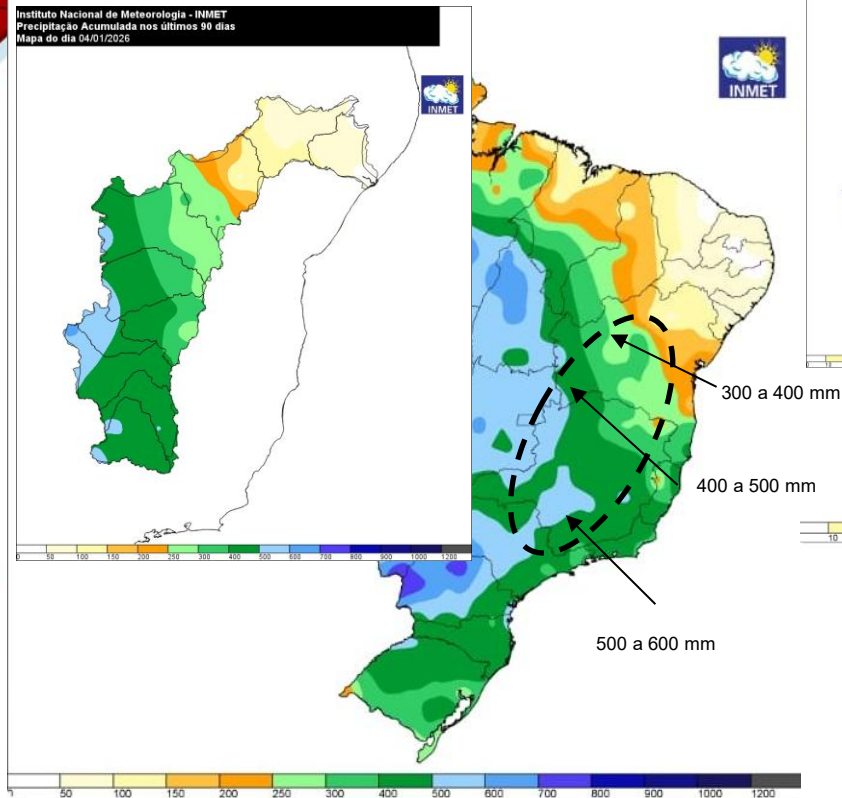 Instituto Nacional de Meteorologia - INMET
Precipitação Acumulada nos últimos 90 dias
Mapa do dia 04/01/2026
INMET
INMET
300 a 400 mm
400 a 500 mm
500 a 600 mm
10
0 50 100 150 200 250 300 400 500 600 700 800 900 1000 1200
50 100 150 200 250 300 400 500 600 700 800 900 1000 1200